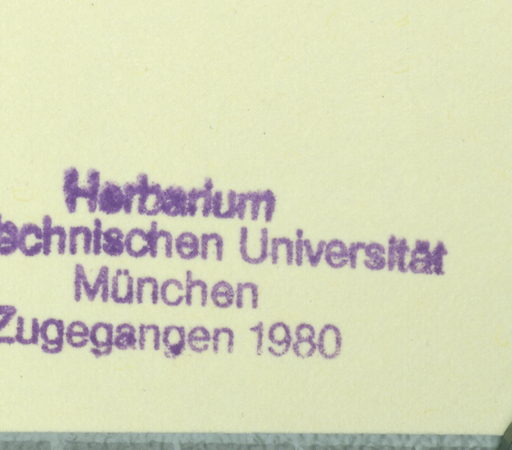 Herbarium
echnischen Universität
München
Zugegangen 1980